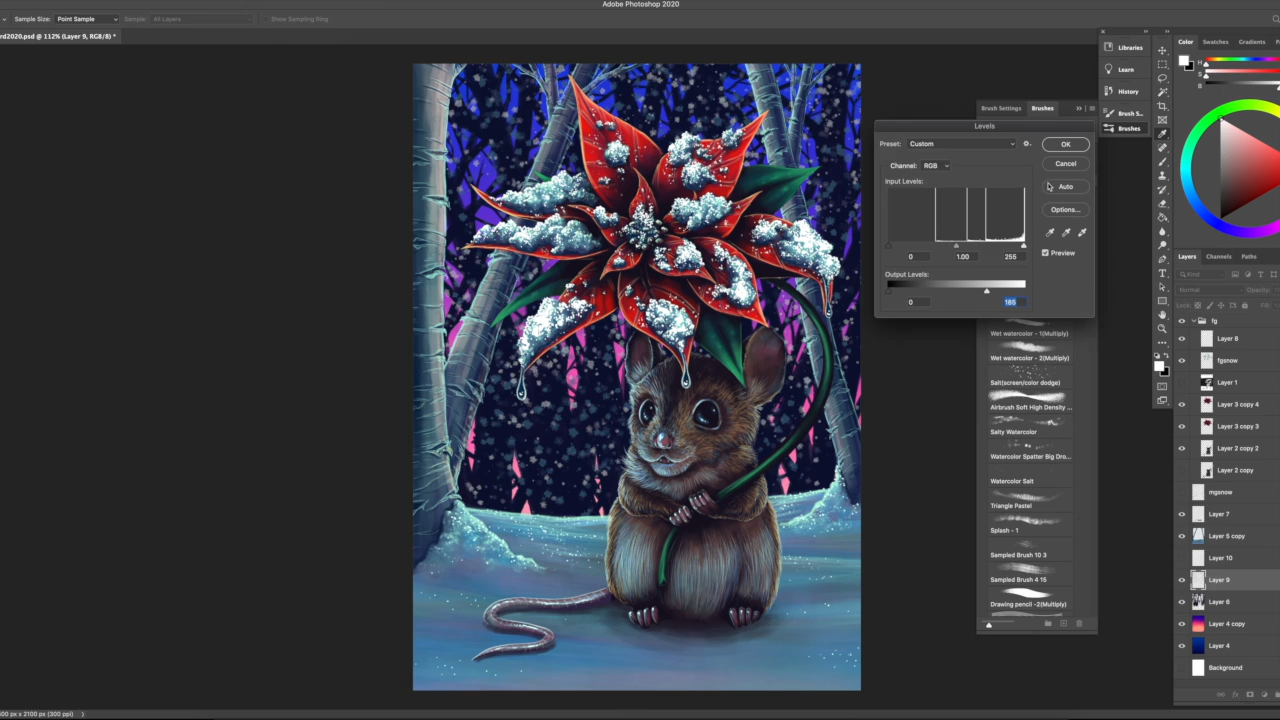 Adobe Photoshop 2020
Sample Size: Point Sample Sample: All Layers Show Sampling Ring
rd2020.psd @ 112% (Layer 9, RGB/8) *
Libraries
Learn
History
Brush S...
Brushes
Color Swatches Gradients
H
S
B
Brush Settings Brushes
Levels
Preset: Custom
OK
Cancel
Channel: RGB
Auto
Input Levels:
Options...
Preview
0 1.00 255
Output Levels:
0 185
Wet watercolor - 1(Multiply)
Wet watercolor - 2(Multiply)
Salt(screen/color dodge)
Airbrush Soft High Density ...
Salty Watercolor
Watercolor Spatter Big Dro...
Watercolor Salt
Triangle Pastel
Splash - 1
Sampled Brush 10 3
Sampled Brush 4 15
Drawing pencil -2(Multiply)
Layers Channels Paths
Kind
Normal Opacity:
Lock:
fg
Layer 8
fgsnow
Layer 1
Layer 3 copy 4
Layer 3 copy 3
Layer 2 copy 2
Layer 2 copy
mgsnow
Layer 7
Layer 5 copy
Layer 10
Layer 9
Layer 6
Layer 4 copy
Layer 4
Background
fx
00 px x 2100 px (300 ppi)